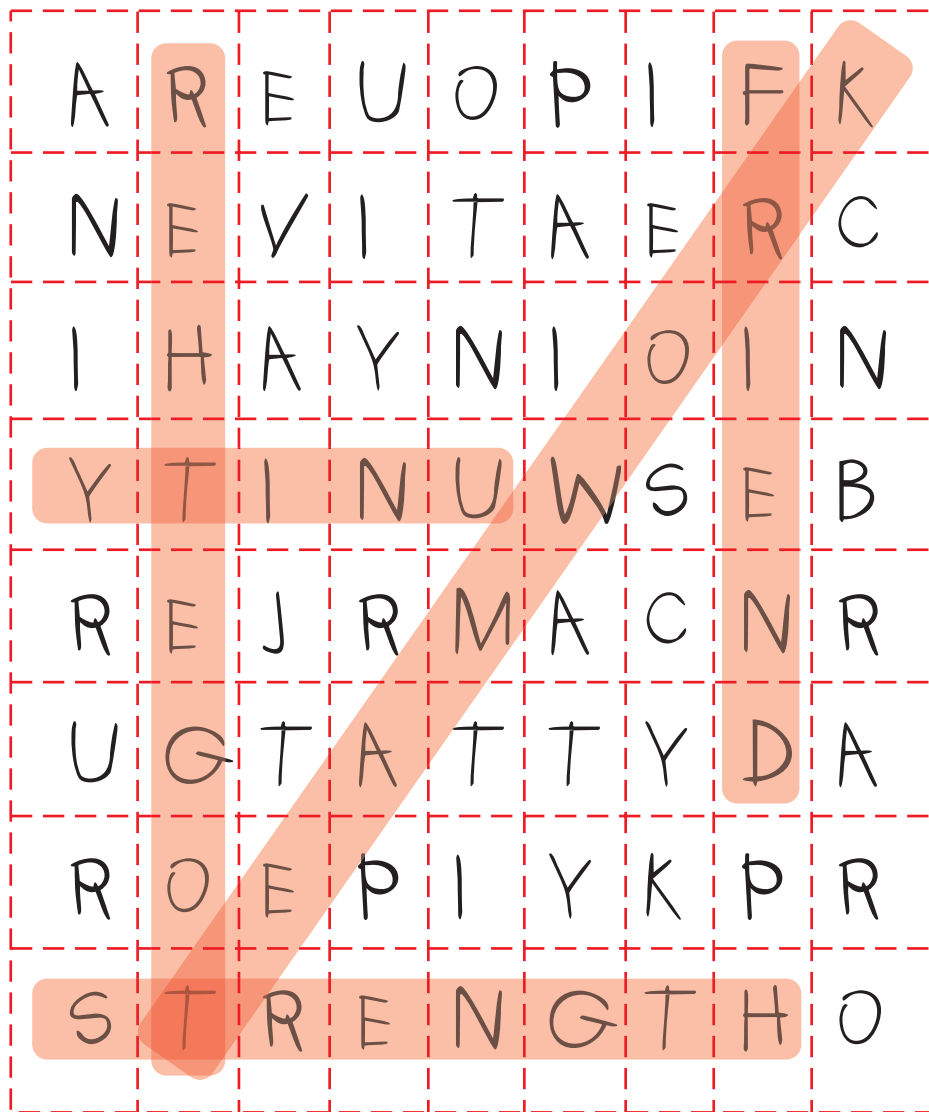 A R E U O P I F K
N E V I T A E R C
I H A Y N I O I N
Y T I N U W S E B
R E J R M A C N R
U G T A T T Y D A
R O E P I Y K P R
S T R E N G T H O